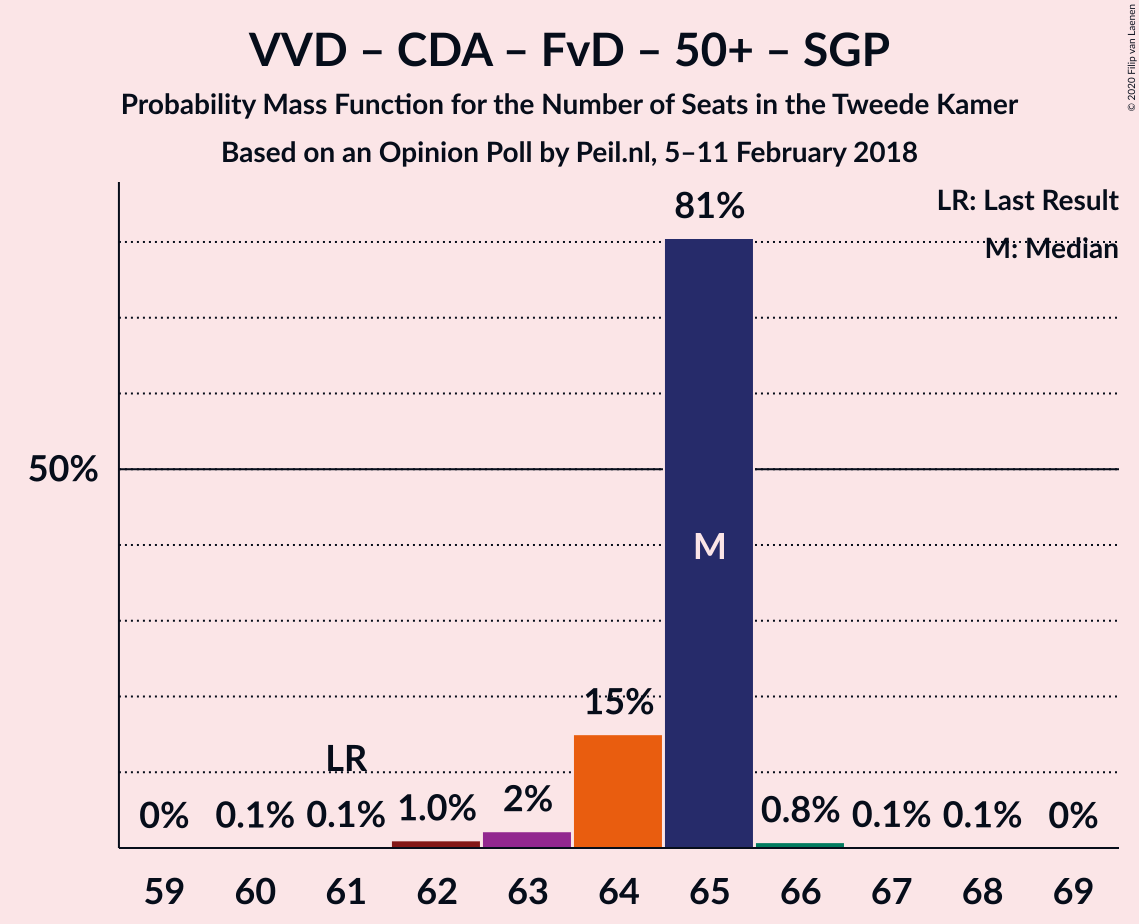 VVD – CDA – FvD – 50+ – SGP
Probability Mass Function for the Number of Seats in the Tweede Kamer
Based on an Opinion Poll by Peil.nl, 5–11 February 2018
© 2020 Filip van Laenen
LR: Last Result
M: Median
81%
50%
M
15%
LR
0% 0.1% 0.1% 1.0% 2% 0.8% 0.1% 0.1% 0%
59 60 61 62 63 64 65 66 67 68 69